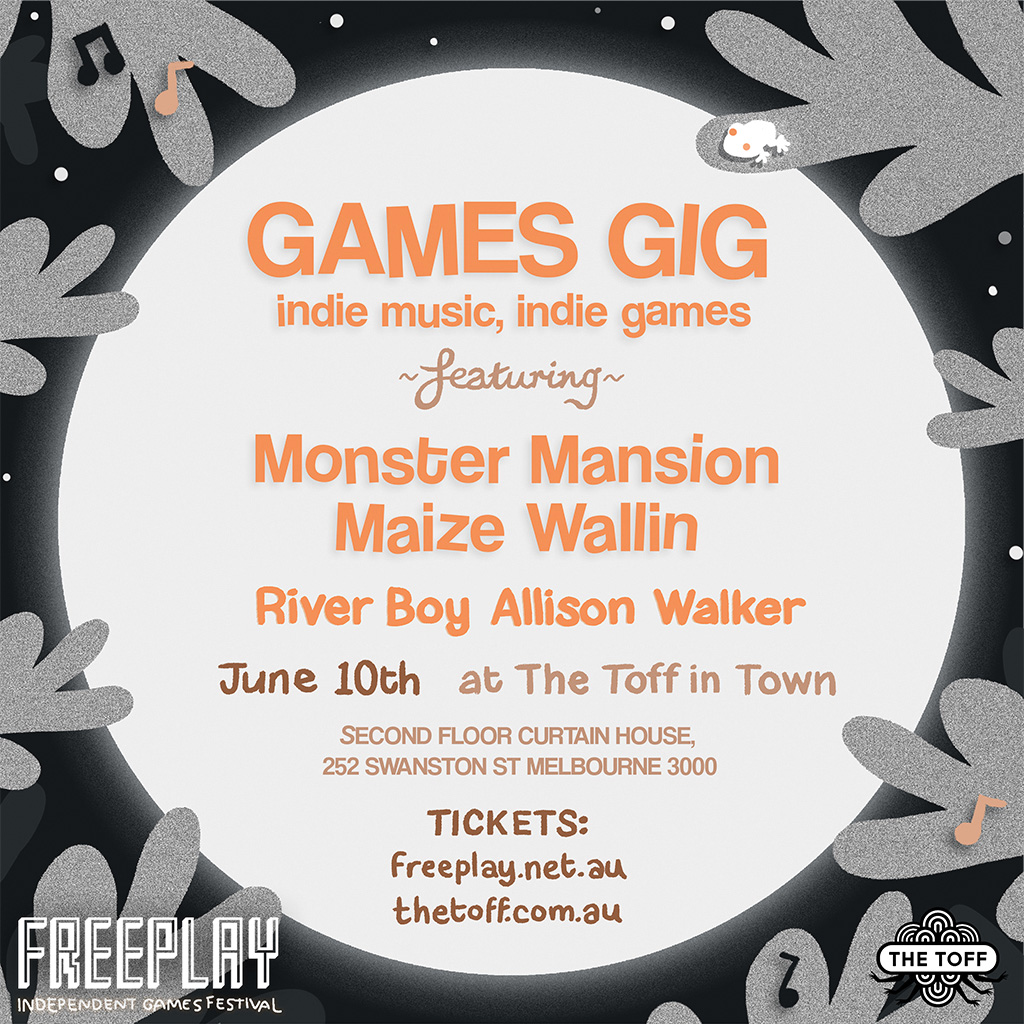 GAMES GIG
indie music, indie games
~featuring~
Monster Mansion
Maize Wallin
River Boy Allison Walker
June 10th at The Toff in Town
SECOND FLOOR CURTAIN HOUSE,
252 SWANSTON ST MELBOURNE 3000
TICKETS:
freeplay.net.au
thetoff.com.au
FREEPLAY
INDEPENDENT GAMES FESTIVAL
THE TOFF